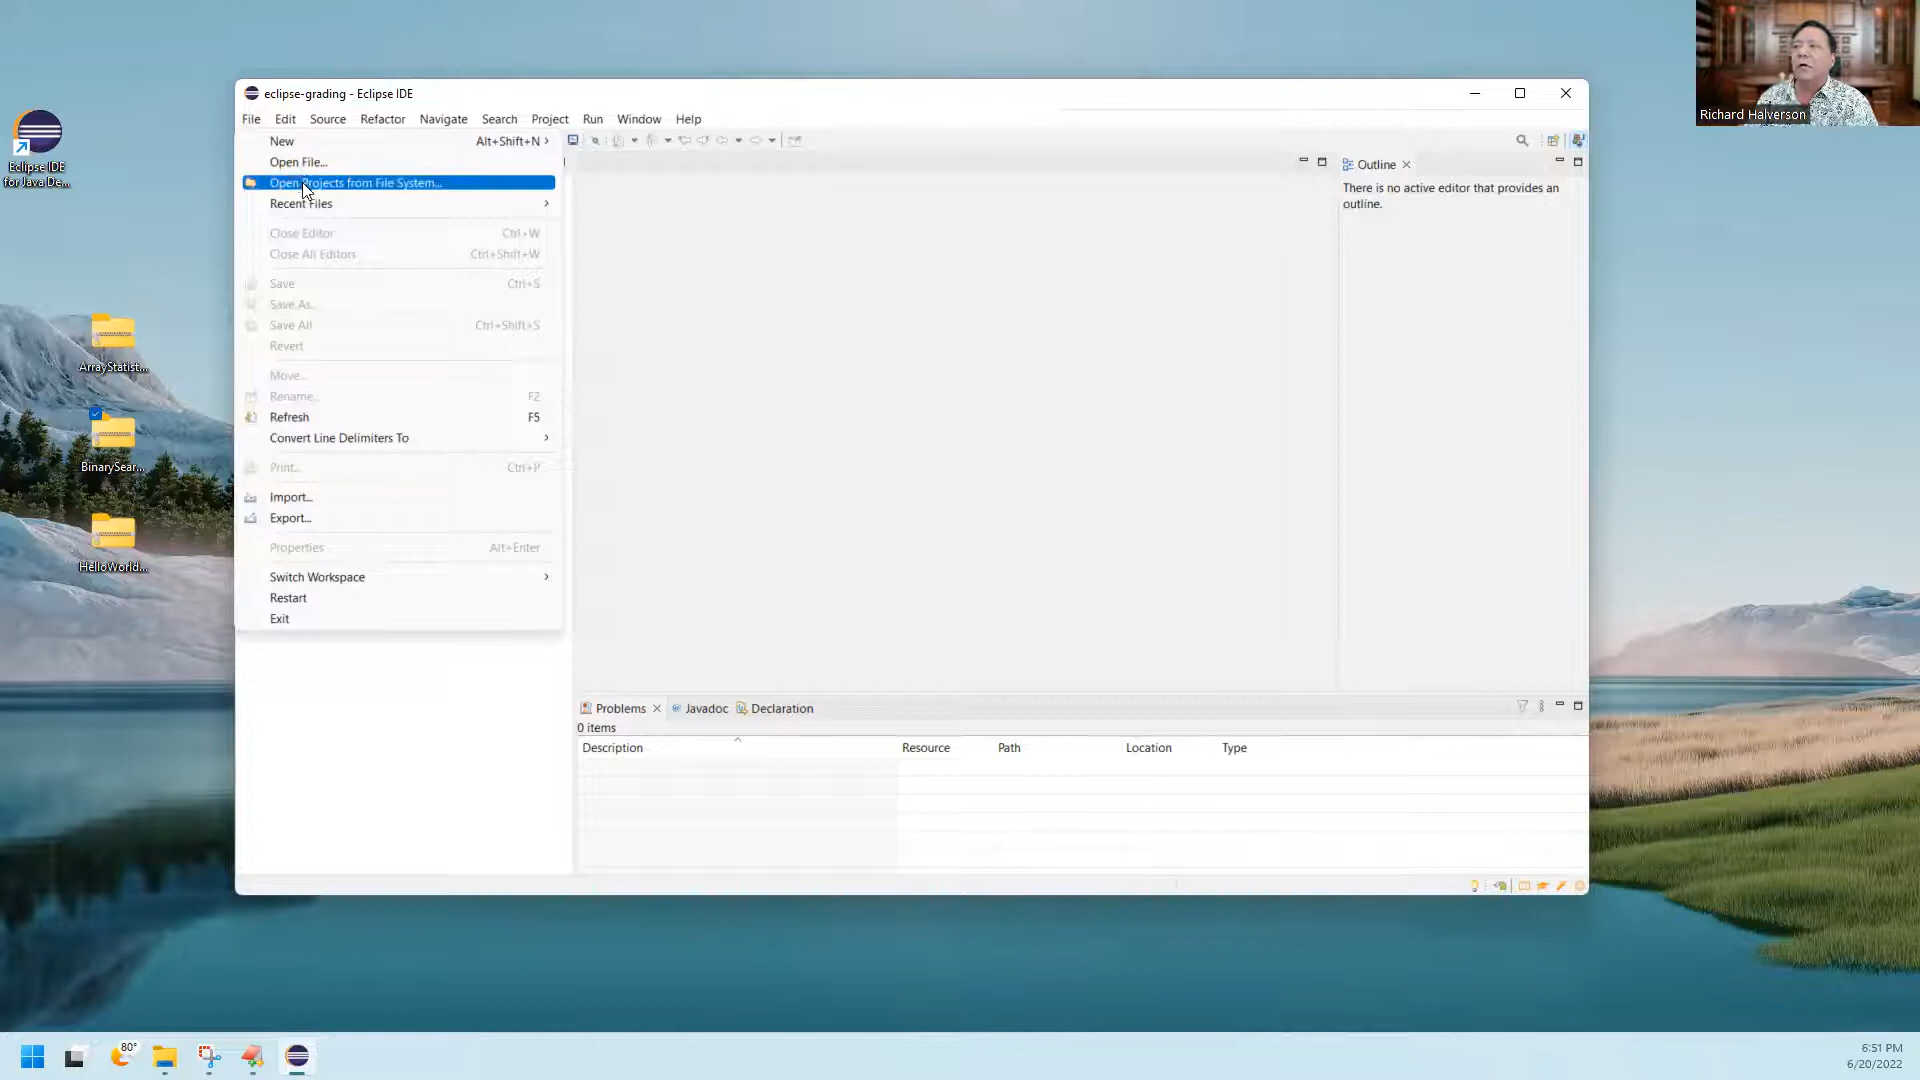 Richard Halverson
Eclipse IDE
for Java De...
ArrayStatist...
BinarySear...
HelloWorld...
eclipse-grading - Eclipse IDE
File Edit Source Refactor Navigate Search Project Run Window Help
New Alt+Shift+N
Open File...
Open Projects from File System...
Recent Files
Close Editor Ctrl+W
Close All Editors Ctrl+Shift+W
Save Ctrl+S
Save As...
Save All Ctrl+Shift+S
Revert
Move...
Rename... F2
Refresh F5
Convert Line Delimiters To
Print... Ctrl+P
Import...
Export...
Properties Alt+Enter
Switch Workspace
Restart
Exit
Outline
There is no active editor that provides an
outline.
Problems Javadoc Declaration
0 items
Description Resource Path Location Type
80°
6:51 PM
6/20/2022